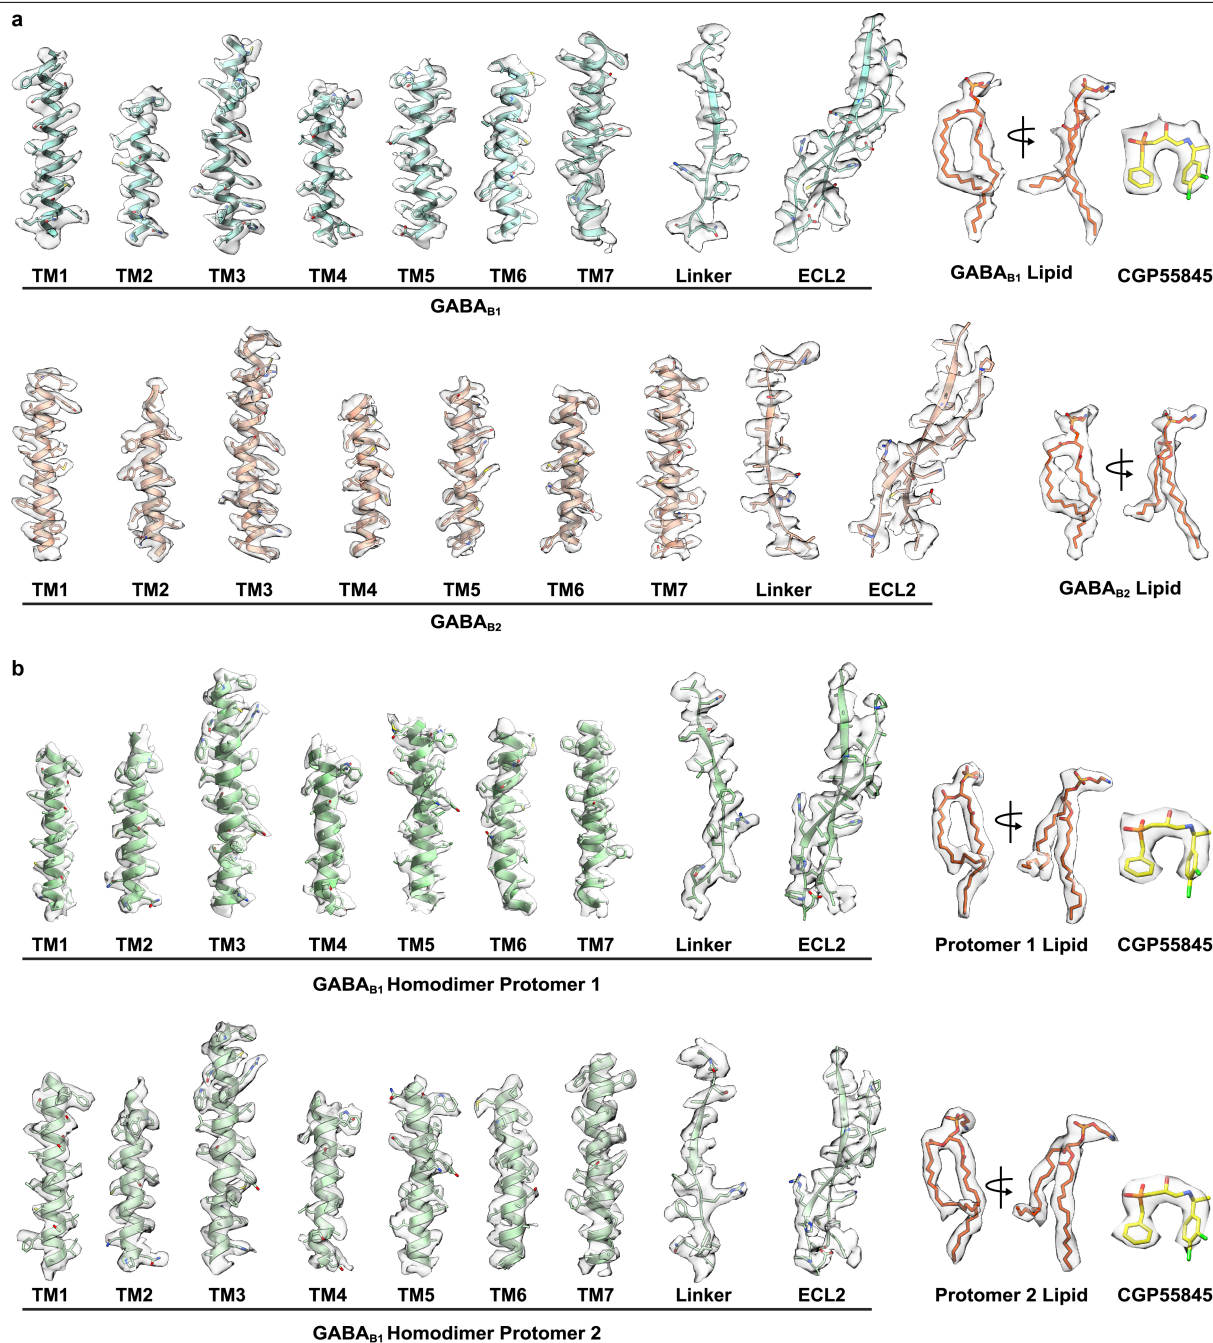 a
TM1 TM2 TM3 TM4 TM5 TM6 TM7 Linker ECL2 GABAB1 Lipid CGP55845
GABAB1
TM1 TM2 TM3 TM4 TM5 TM6 TM7 Linker ECL2 GABAB2 Lipid
GABAB2
b
TM1 TM2 TM3 TM4 TM5 TM6 TM7 Linker ECL2 Protomer 1 Lipid CGP55845
GABAB1 Homodimer Protomer 1
TM1 TM2 TM3 TM4 TM5 TM6 TM7 Linker ECL2 Protomer 2 Lipid CGP55845
GABAB1 Homodimer Protomer 2